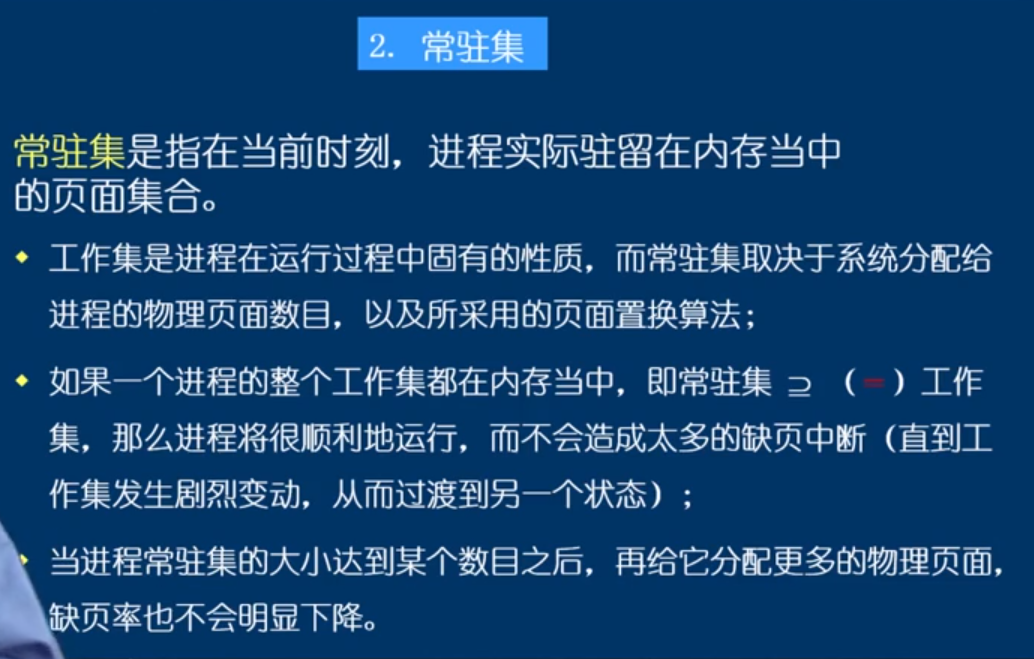 2. 常驻集
常驻集是指在当前时刻，进程实际驻留在内存当中
的页面集合。
工作集是进程在运行过程中固有的性质，而常驻集取决于系统分配给
进程的物理页面数目，以及所采用的页面置换算法；
如果一个进程的整个工作集都在内存当中，即常驻集 ⊇ （=）工作
集，那么进程将很顺利地运行，而不会造成太多的缺页中断（直到工
作集发生剧烈变动，从而过渡到另一个状态）；
当进程常驻集的大小达到某个数目之后，再给它分配更多的物理页面，
缺页率也不会明显下降。